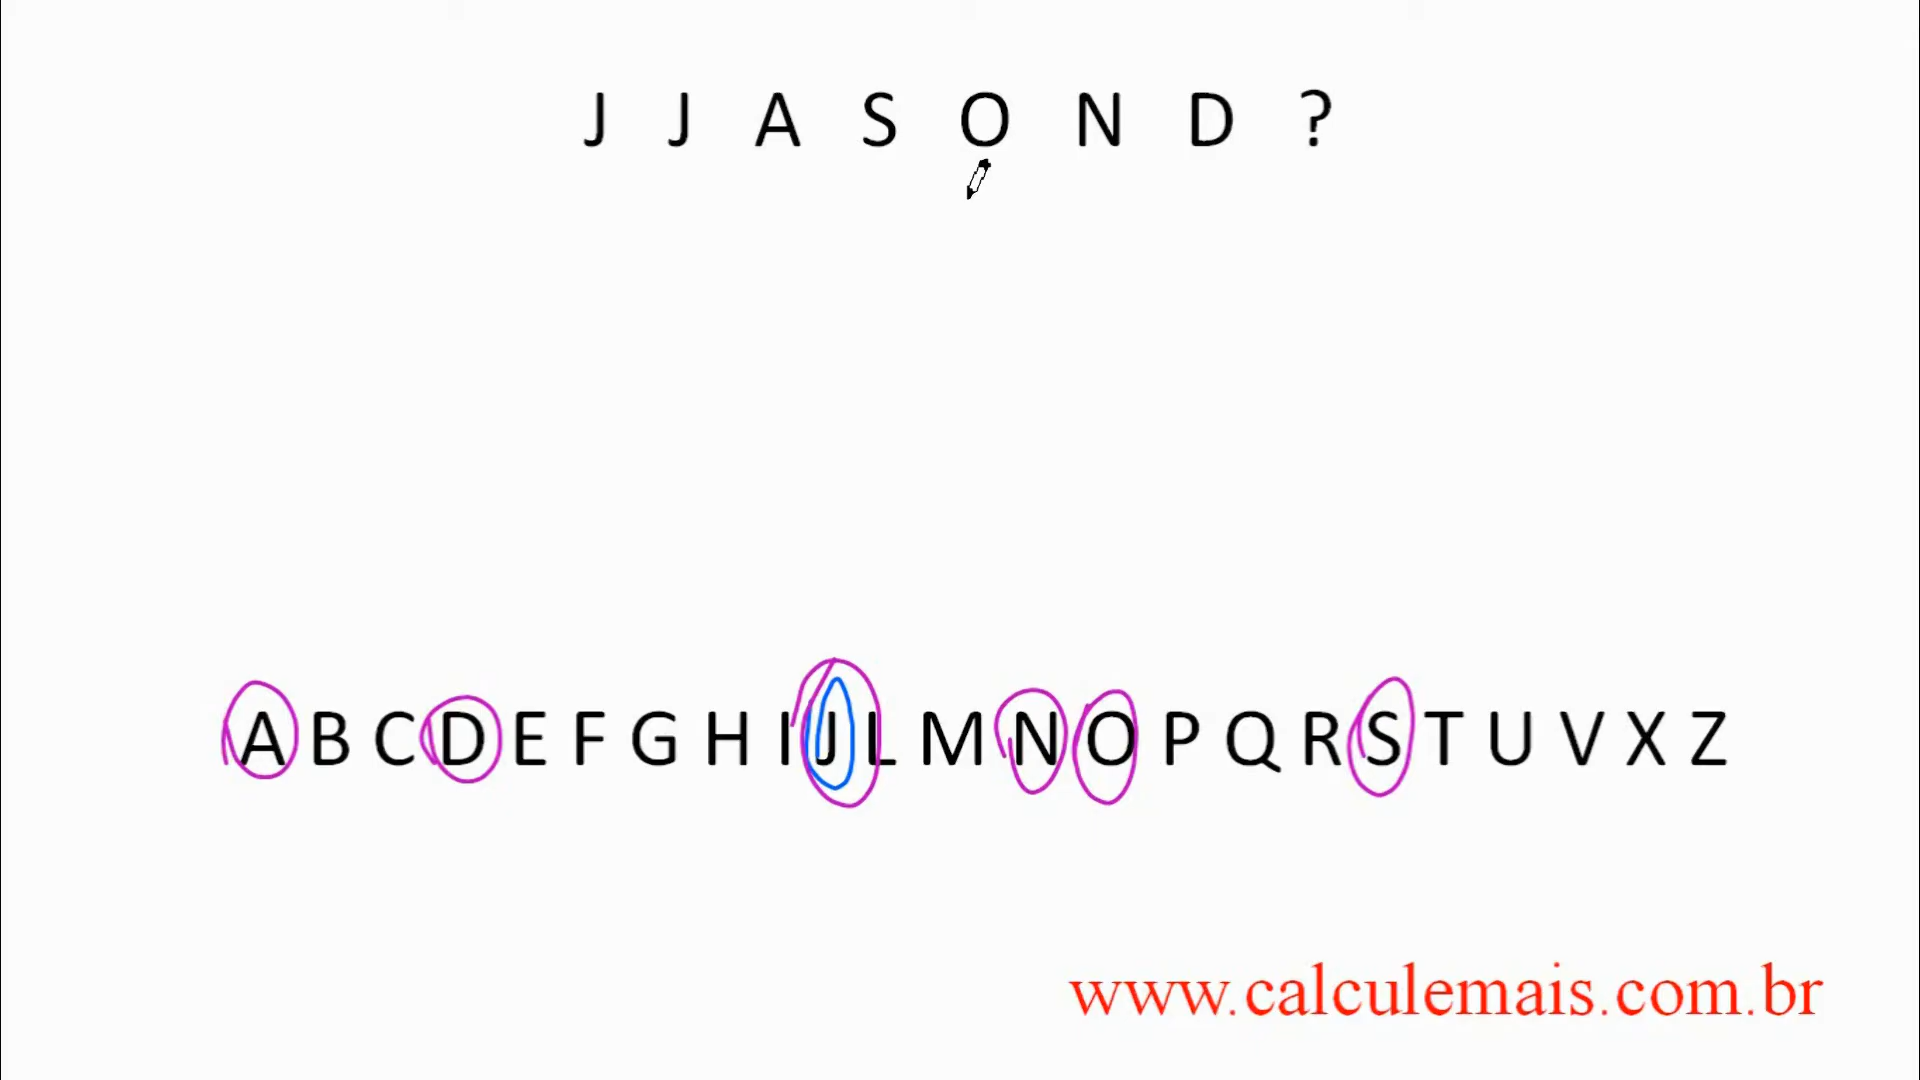 J J A S O N D ?
A B C D E F G H I J L M N O P Q R S T U V X Z
www.calculemais.com.br